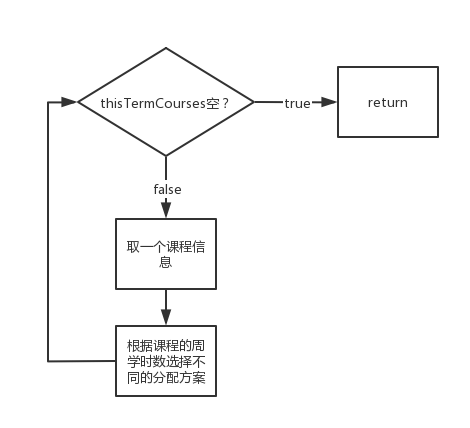 thisTermCourses空？
true
return
false
取一个课程信
息
根据课程的周
学时数选择不
同的分配方案